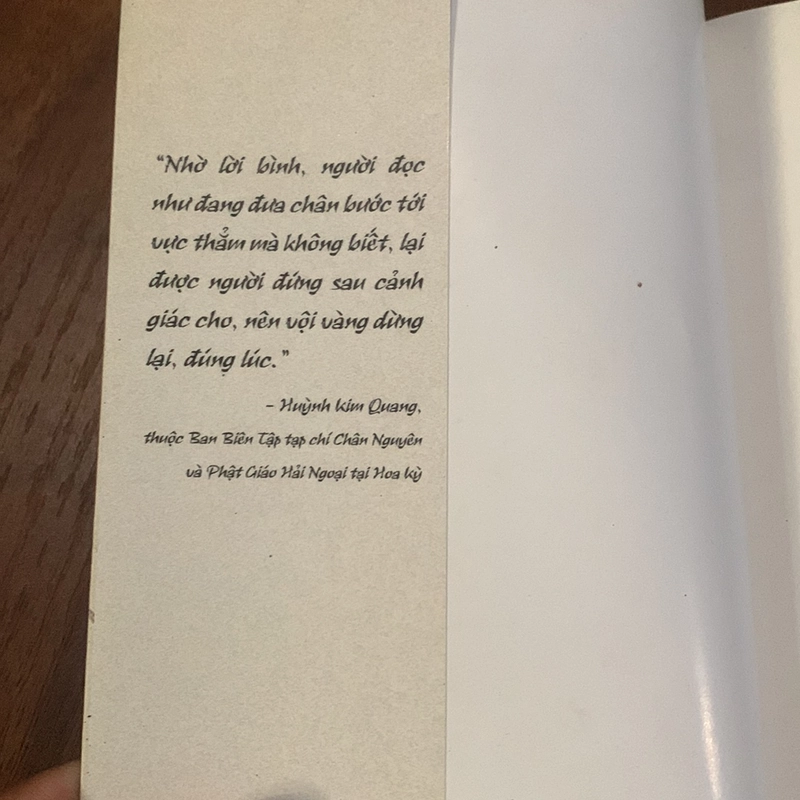 "Nhờ lời bình, người đọc
như đang đưa chân bước tới
vực thẳm mà không biết, lại
được người đứng sau cảnh
giác cho, nên vội vàng dừng
lại, đúng lúc."
- Huỳnh Kim Quang,
thuộc Ban Biên Tập tạp chí Chân Nguyên
và Phật Giáo Hải Ngoại tại Hoa Kỳ